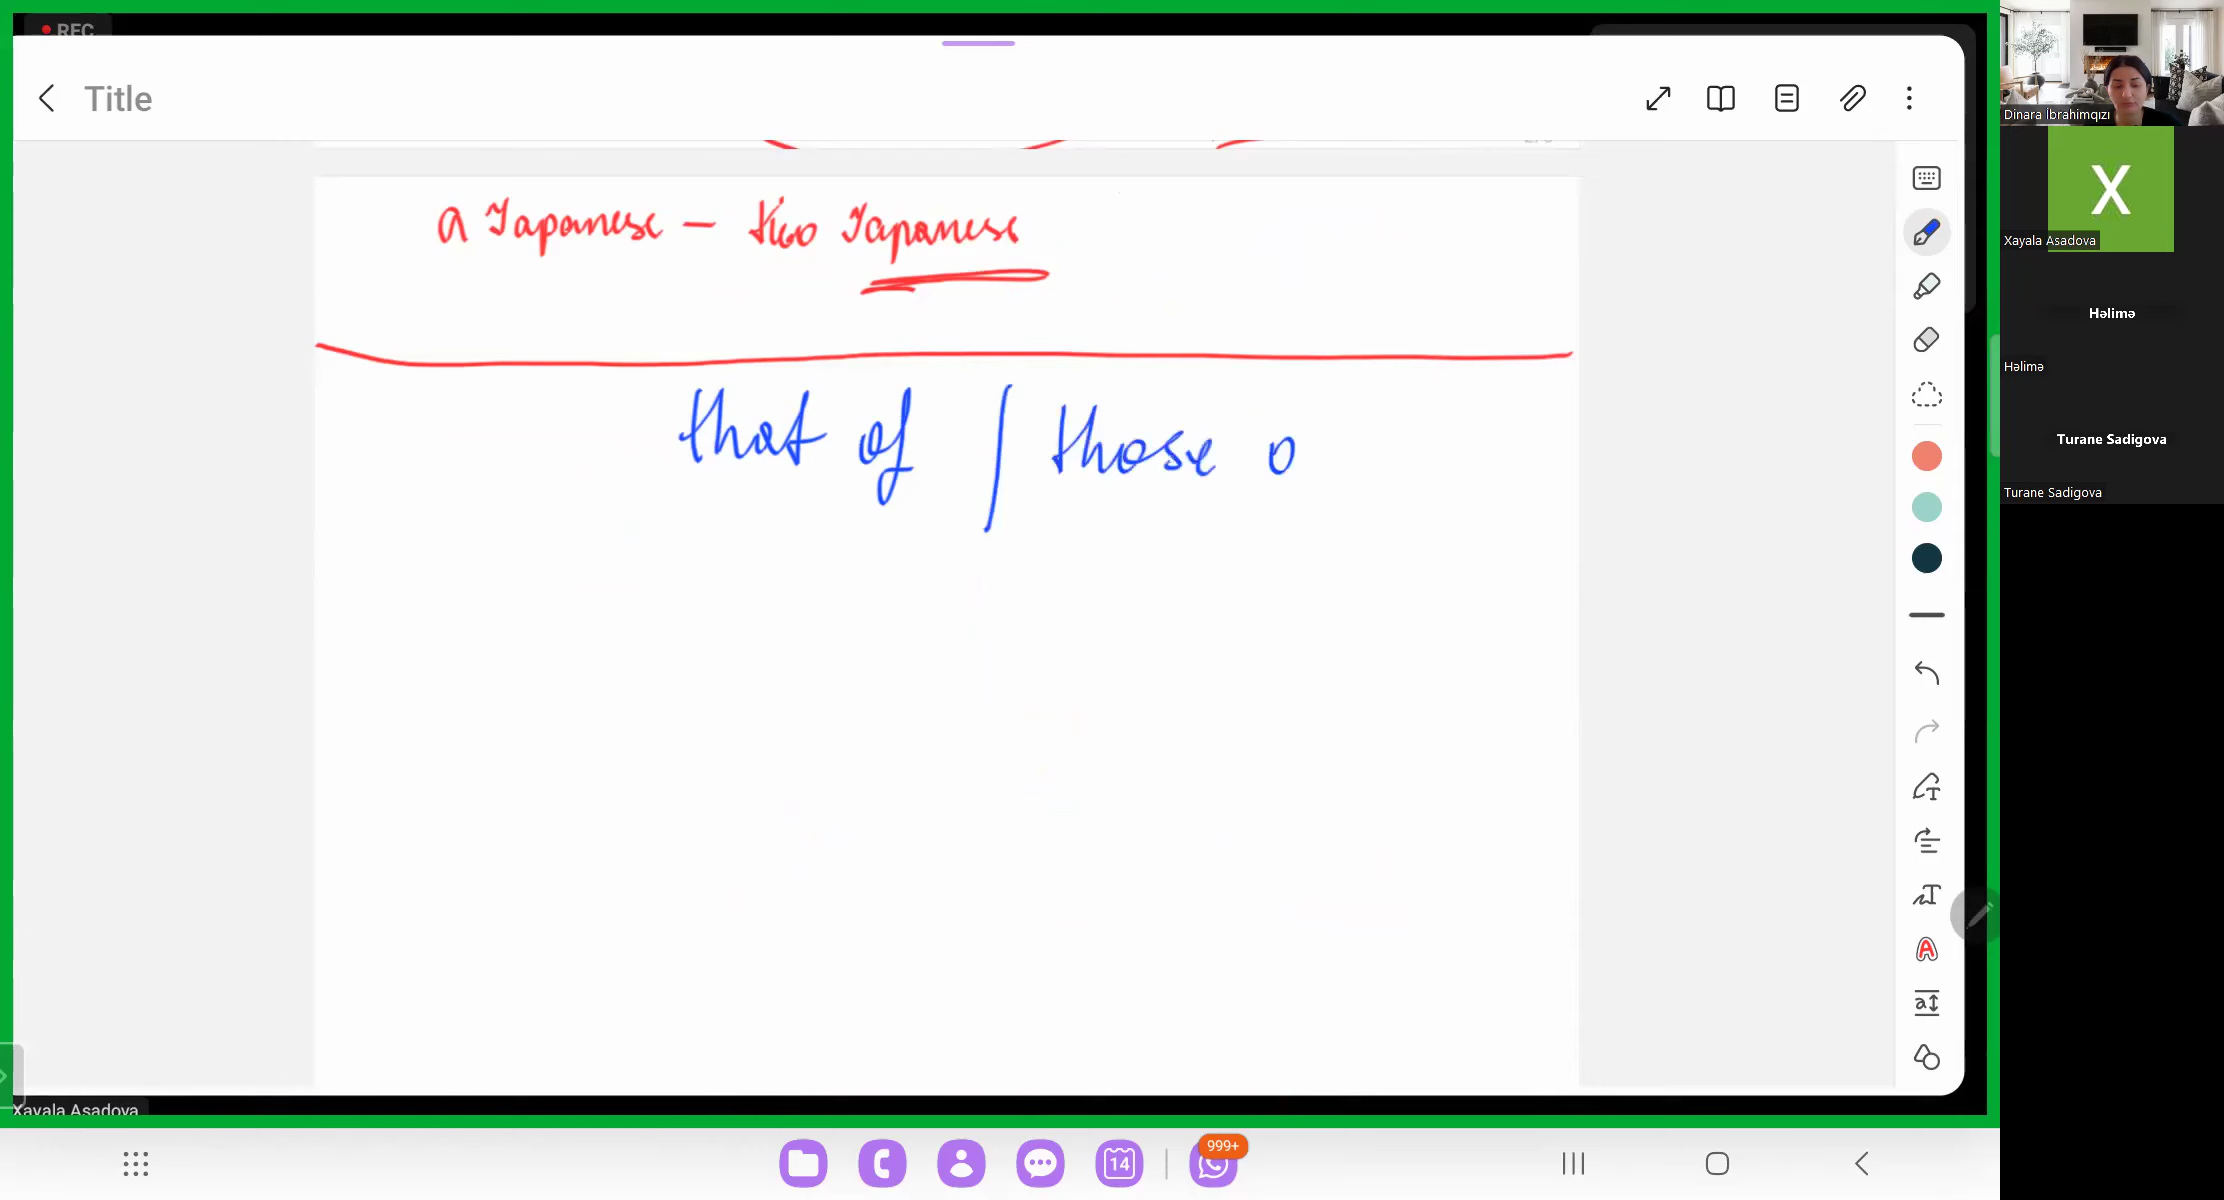 REC
Title
a Japanese – two Japanese
that of / those o
Dinara İbrahimqızı
X
Xayala Asadova
Həlimə
Həlimə
Turane Sadigova
Turane Sadigova
Xayala Asadova
14
999+